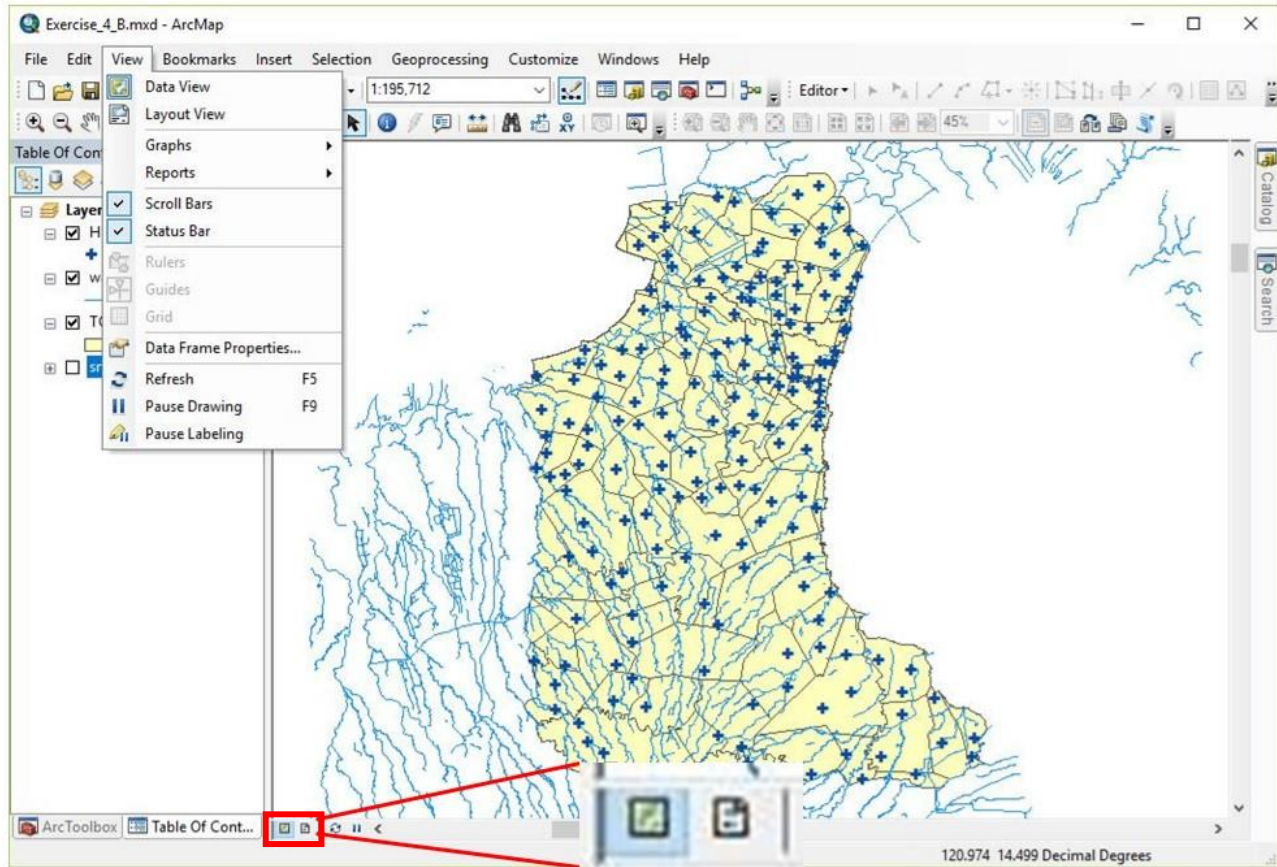 Exercise_4_B.mxd - ArcMap
File Edit View Bookmarks Insert Selection Geoprocessing Customize Windows Help
1:195,712 Editor
45%
Table Of Con
Data View
Layout View
Graphs
Reports
Scroll Bars
Status Bar
Rulers
Guides
Grid
Data Frame Properties...
Refresh F5
Pause Drawing F9
Pause Labeling
Layer
H
w
TO
Catalog
Search
ArcToolbox Table Of Cont...
120.974 14.499 Decimal Degrees